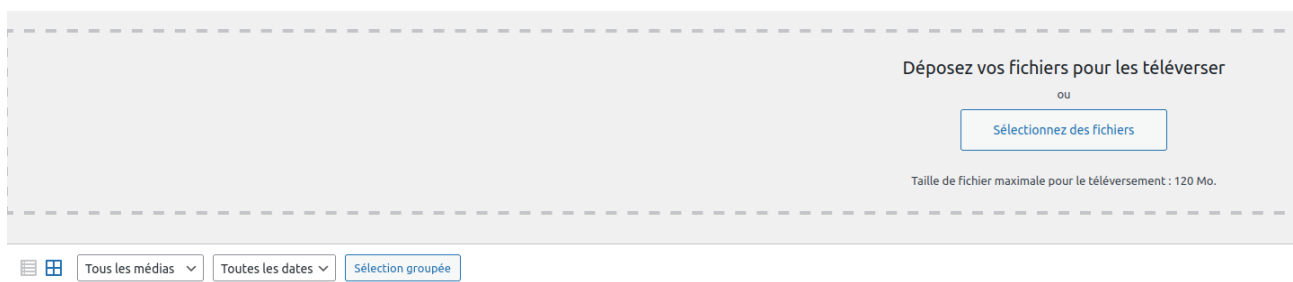 Déposez vos fichiers pour les téléverser
ou
Sélectionnez des fichiers
Taille de fichier maximale pour le téléversement : 120 Mo.
Tous les médias Toutes les dates Sélection groupée